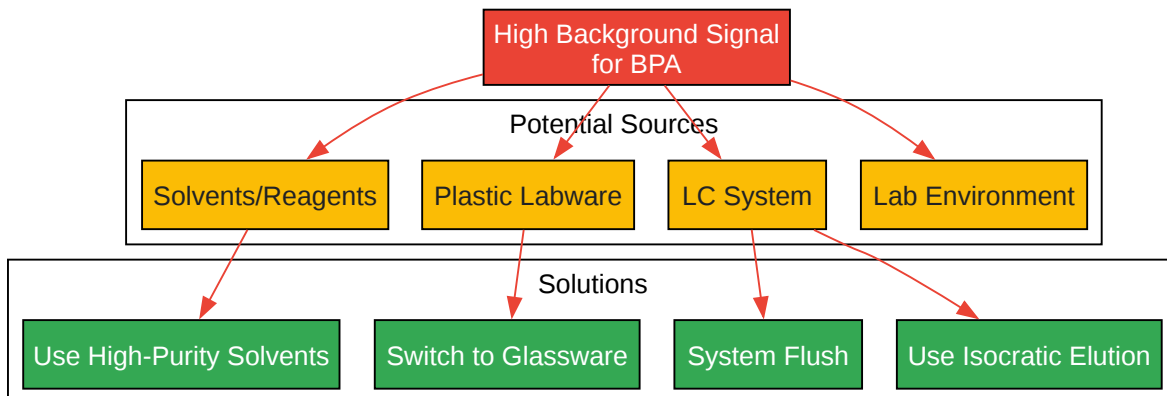 High Background Signal
for BPA
Potential Sources
Solvents/Reagents
Plastic Labware
LC System
Lab Environment
Solutions
Use High-Purity Solvents
Switch to Glassware
System Flush
Use Isocratic Elution